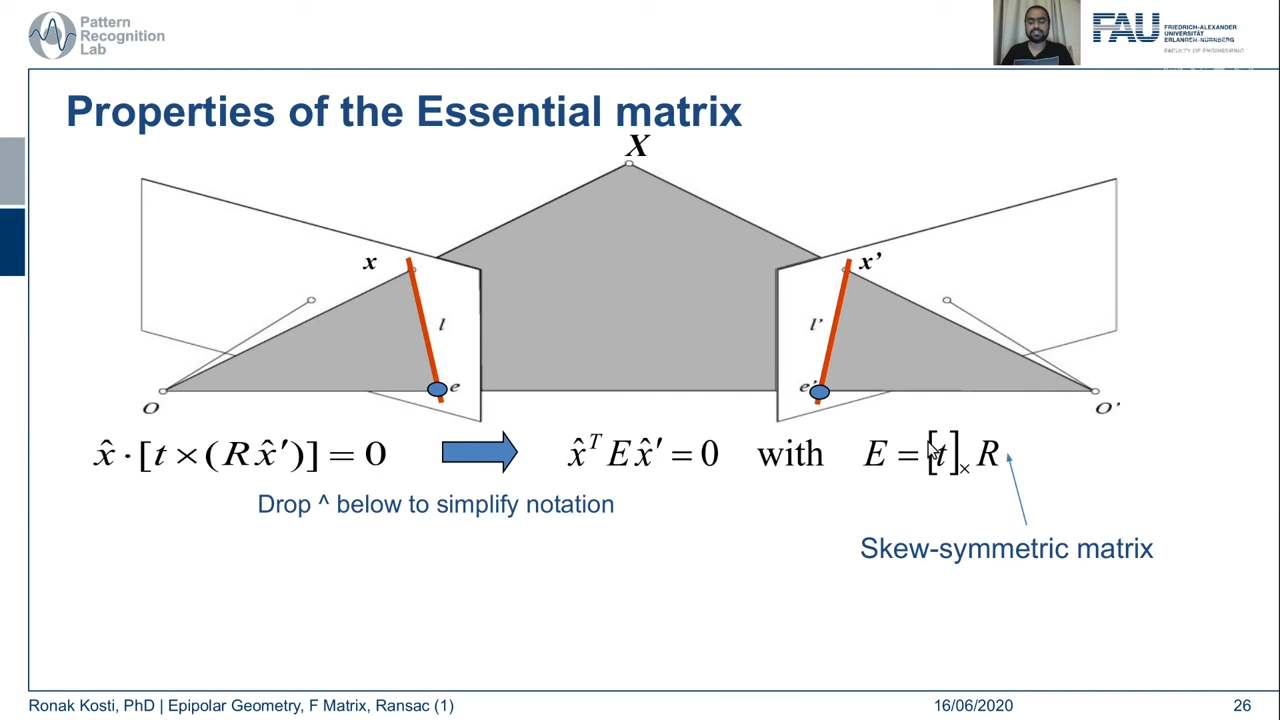 Pattern
Recognition
Lab
FAU
FRIEDRICH-ALEXANDER
UNIVERSITÄT
ERLANGEN-NÜRNBERG
FACULTY OF ENGINEERING
Properties of the Essential matrix
X
x
x'
l
l'
e
e'
O
O'
x̂ · [t × (R x̂′)] = 0
x̂ᵀ E x̂′ = 0 with E = [t]ₓ R
Drop ^ below to simplify notation
Skew-symmetric matrix
Ronak Kosti, PhD | Epipolar Geometry, F Matrix, Ransac (1)
16/06/2020
26